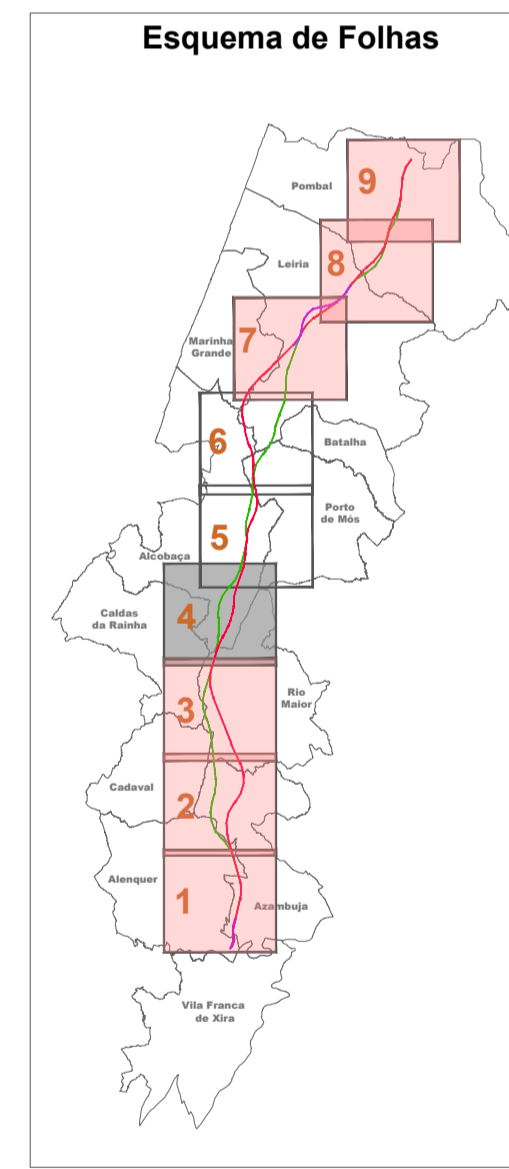 Esquema de Folhas
9
Pombal
8
Leiria
7
Marinha
Grande
6
Batalha
Porto
de Mós
5
Alcobaça
4
Caldas
da Rainha
3
Rio
Maior
2
Cadaval
1
Alenquer
Azambuja
Vila Franca
de Xira